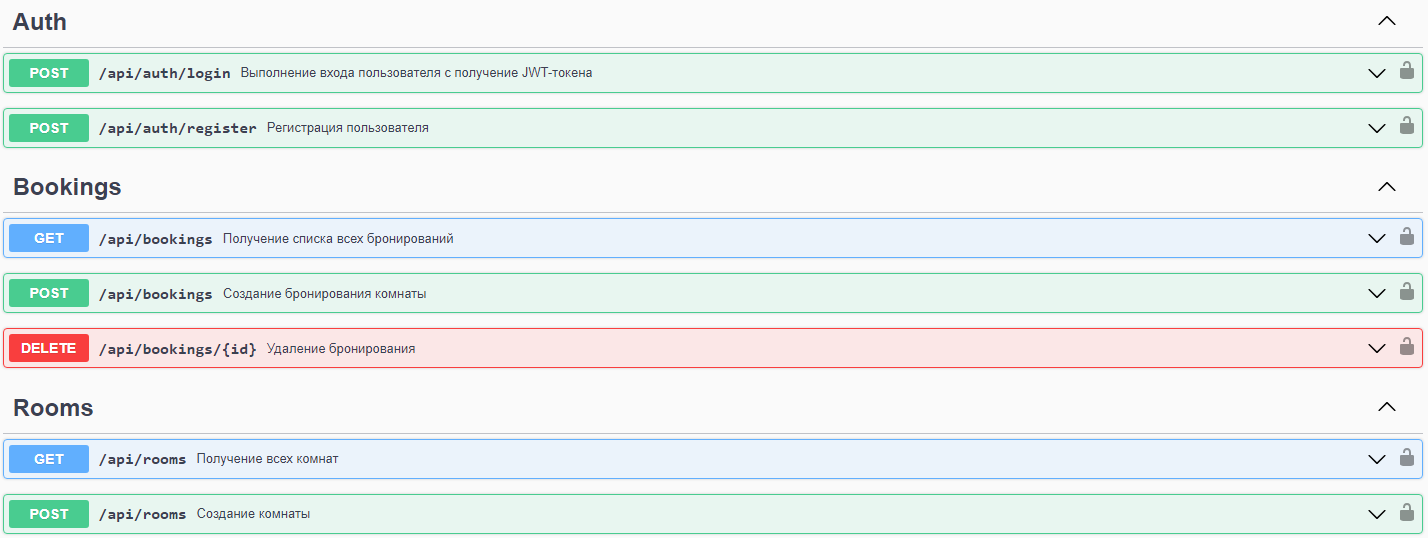 Auth
POST /api/auth/login Выполнение входа пользователя с получение JWT-токена
POST /api/auth/register Регистрация пользователя
Bookings
GET /api/bookings Получение списка всех бронирований
POST /api/bookings Создание бронирования комнаты
DELETE /api/bookings/{id} Удаление бронирования
Rooms
GET /api/rooms Получение всех комнат
POST /api/rooms Создание комнаты